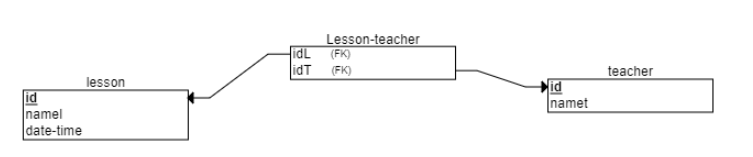 Lesson-teacher
idL (FK)
idT (FK)
lesson
id
namel
date-time
teacher
id
namet